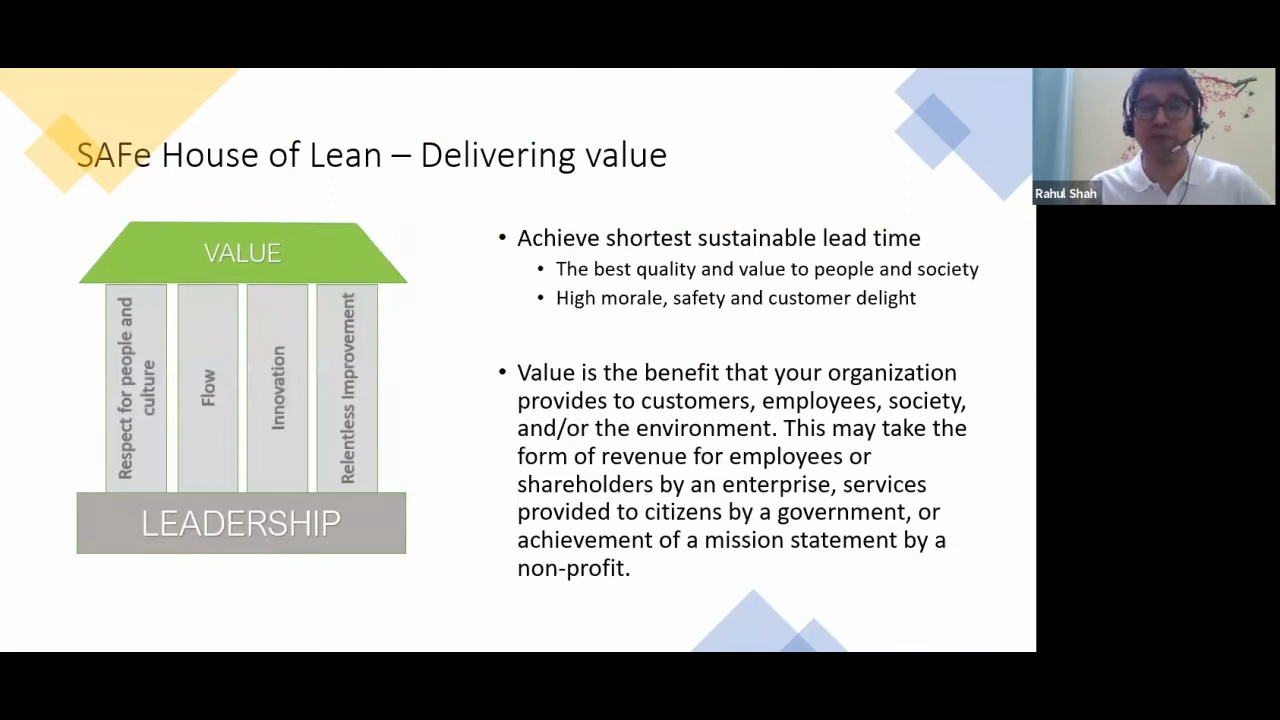 SAFe House of Lean – Delivering value
Rahul Shah
VALUE
Respect for people and
culture
Flow
Innovation
Relentless Improvement
LEADERSHIP
• Achieve shortest sustainable lead time
• The best quality and value to people and society
• High morale, safety and customer delight
• Value is the benefit that your organization
provides to customers, employees, society,
and/or the environment. This may take the
form of revenue for employees or
shareholders by an enterprise, services
provided to citizens by a government, or
achievement of a mission statement by a
non-profit.